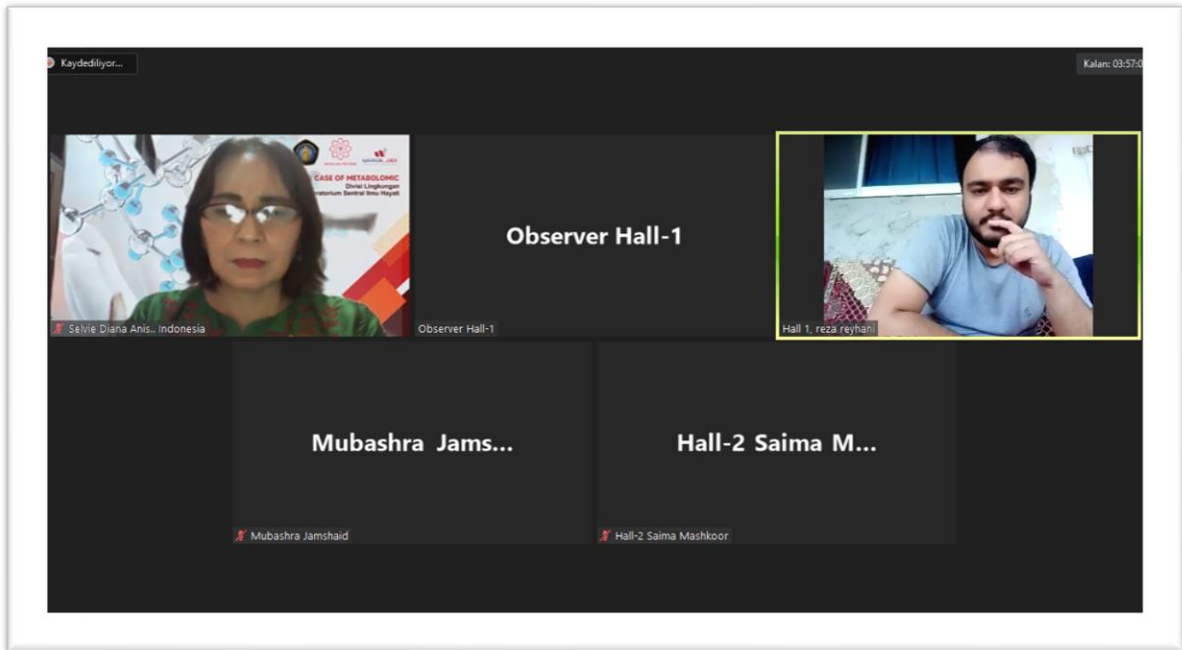 Kaydediliyor...
Kalan: 03:57:0
CASE OF METABOLOMIC
Divisi Lingkungan
oratorium Sentral Ilmu Hayati
Selvie Diana Anis.. Indonesia
Observer Hall-1
Observer Hall-1
Hall 1, reza reyhani
Mubashra Jams...
Mubashra Jamshaid
Hall-2 Saima M...
Hall-2 Saima Mashkoor